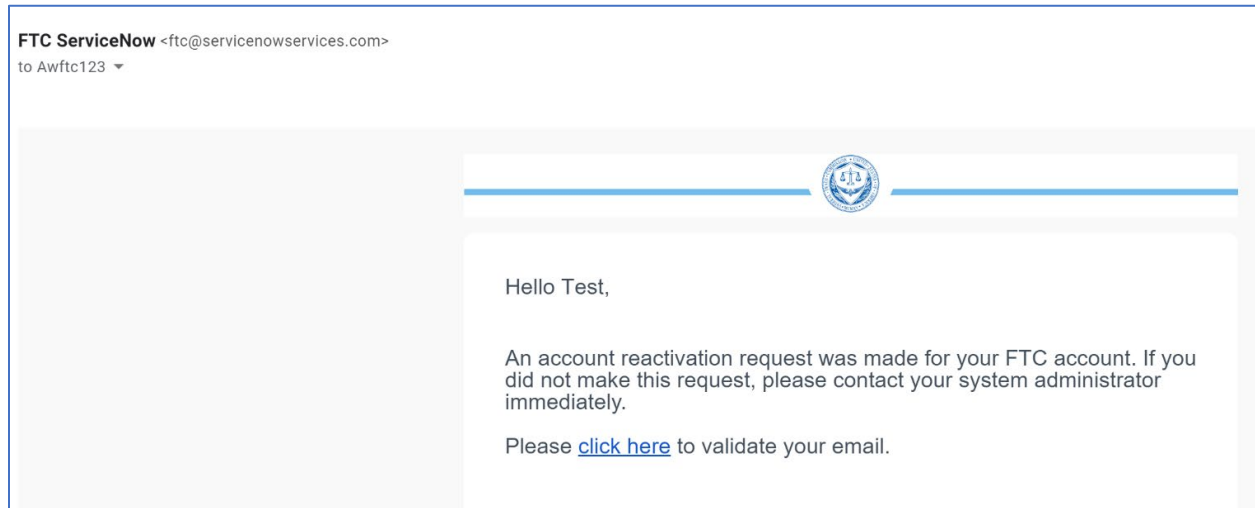 FTC ServiceNow <ftc@servicenowservices.com>
to Awftc123
Hello Test,
An account reactivation request was made for your FTC account. If you
did not make this request, please contact your system administrator
immediately.
Please click here to validate your email.